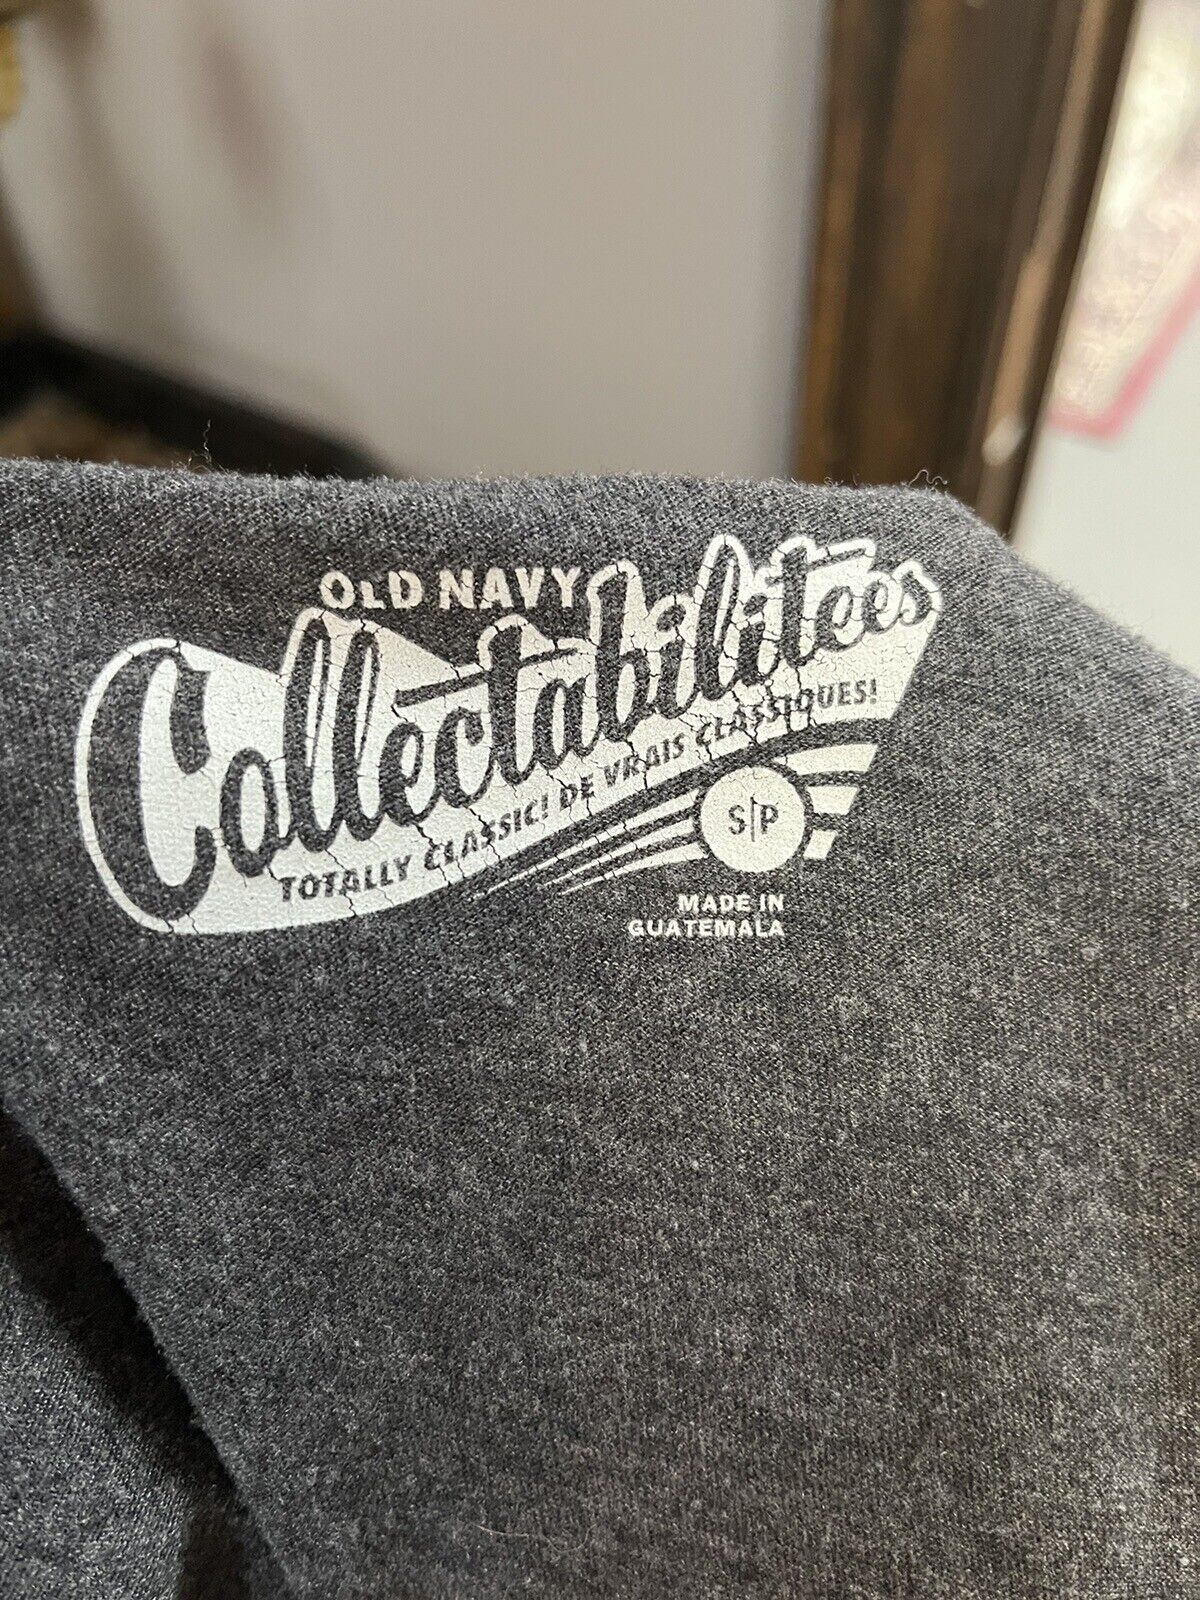 OLD NAVY
Collectabilitees
TOTALLY CLASSIC! DE VRAIS CLASSIQUES!
S|P
MADE IN
GUATEMALA